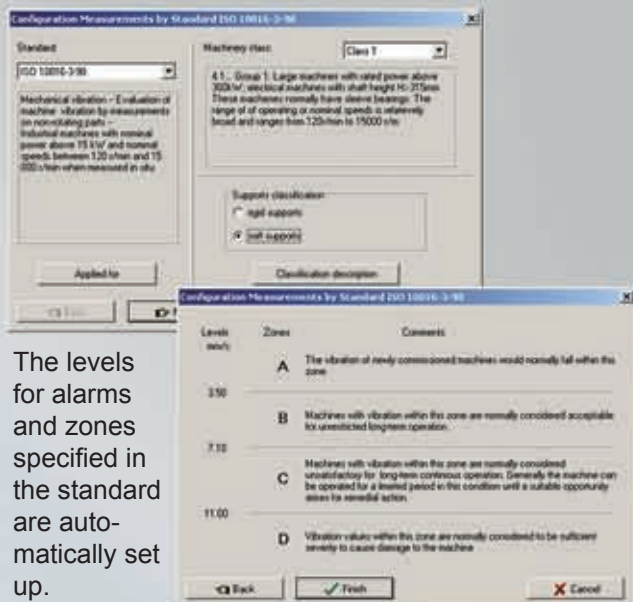 Configuration Measurements by Standard ISO 10816-3-98
Standard
ISO 10816-3-98
Mechanical vibration - Evaluation of
machine vibration by measurements
on nonrotating parts -
Industrial machines with nominal
power above 15 kW and nominal
speeds between 120 r/min and 15
000 r/min when measured in situ
Applied for
Machinery class
Class 1
4.1... Group 1: Large machines with rated power above
300kW; electrical machines with shaft height H>315mm
These machines normally have sleeve bearings. The
range of of operating or nominal speeds is relatively
broad and ranges from 120r/min to 15000 r/m
Supports classification
rigid supports
soft supports
Classification description
Configuration Measurements by Standard ISO 10816-3-98
Levels Zones Comments
mm/s
A The vibration of newly commissioned machines would normally fall within this
zone
3.50
B Machines with vibration within this zone are normally considered acceptable
for unrestricted longterm operation.
7.10
C Machines with vibration within this zone are normally considered
unsatisfactory for long-term continuous operation. Generally the machine can
be operated for a limited period in this condition until a suitable opportunity
arises for remedial action.
11.00
D Vibration values within this zone are normally considered to be sufficient
severity to cause damage to the machine
Back Finish Cancel
The levels
for alarms
and zones
specified in
the standard
are auto-
matically set
up.